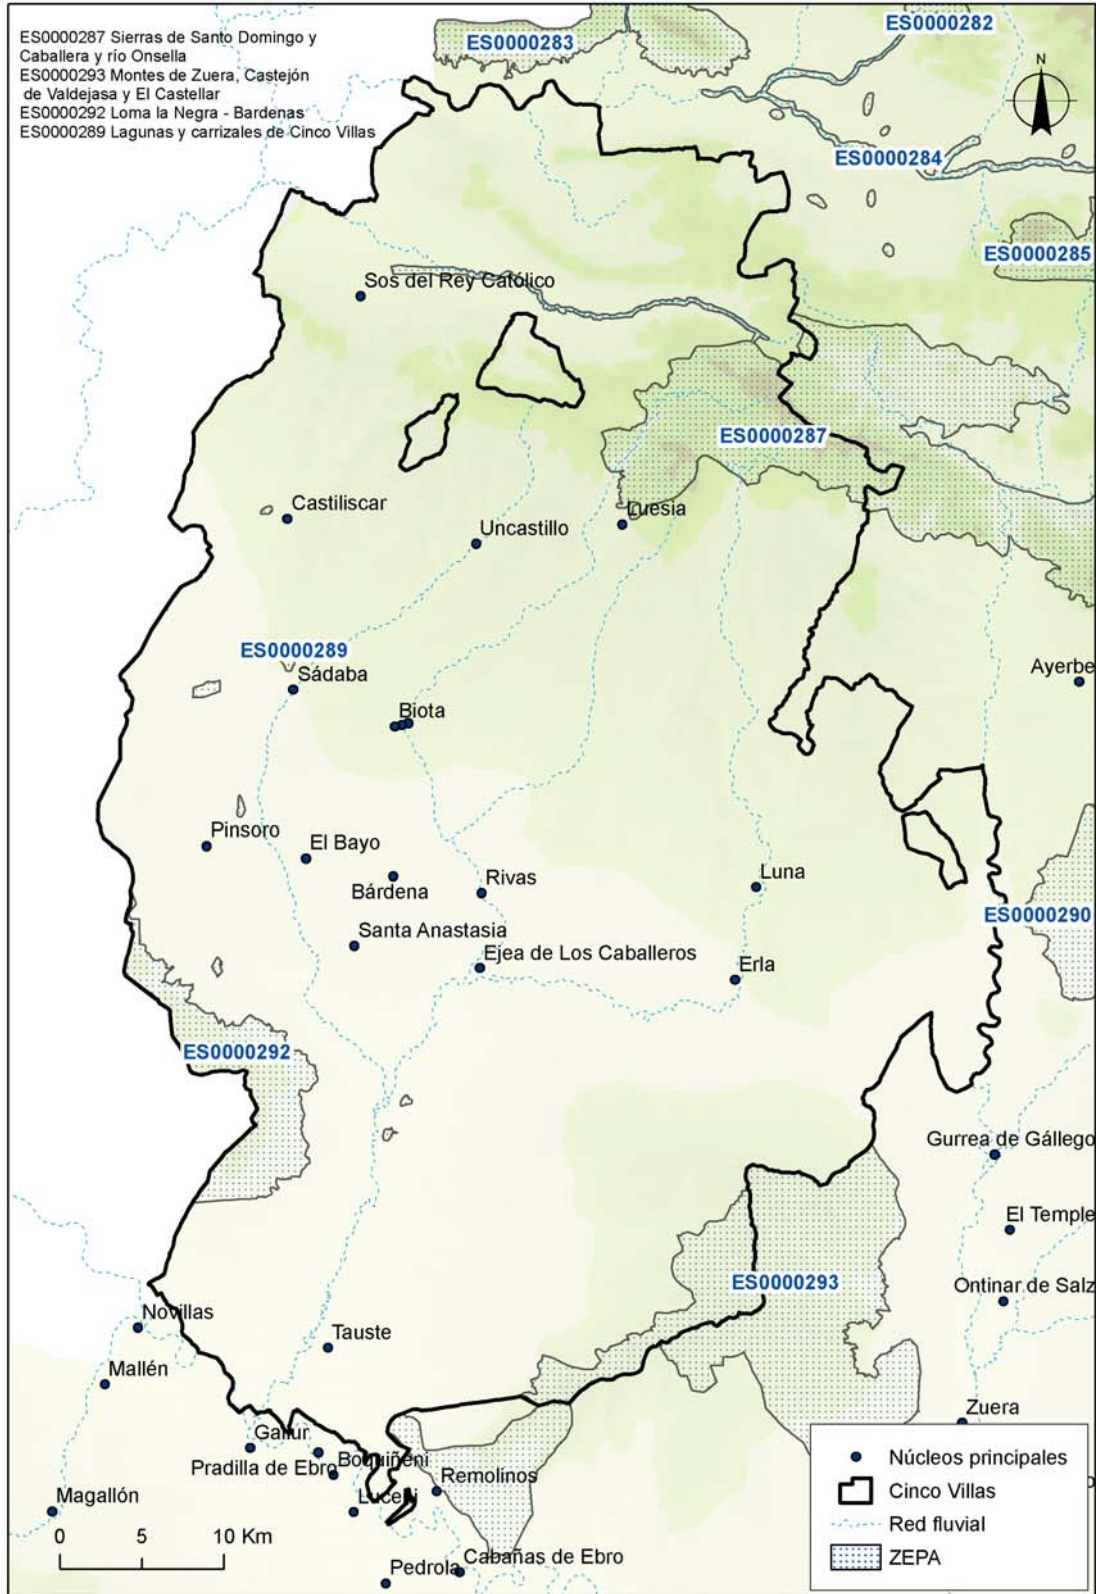 ES0000287 Sierras de Santo Domingo y
Caballera y río Onsella
ES0000293 Montes de Zuera, Castejón
de Valdejasa y El Castellar
ES0000292 Loma la Negra - Bardenas
ES0000289 Lagunas y carrizales de Cinco Villas
ES0000283
ES0000282
N
ES0000284
ES0000285
Sos del Rey Católico
ES0000287
Castiliscar
Uncastillo
Luesia
ES0000289
Sádaba
Ayerbe
Biota
Pinsoro
El Bayo
Bárdena
Rivas
Luna
ES0000290
Santa Anastasia
Ejea de Los Caballeros
Erla
ES0000292
Gurrea de Gállego
El Temple
ES0000293
Ontinar de Salz
Novillas
Tauste
Mallén
Zuera
Gallur
Pradilla de Ebro
Boquiñeni
Remolinos
Magallón
Luceni
Cabañas de Ebro
Pedrola
0 5 10 Km
Núcleos principales
Cinco Villas
Red fluvial
ZEPA